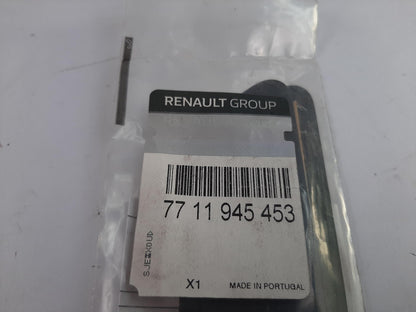 RENAULT GROUP
77 11 945 453
X1
MADE IN PORTUGAL